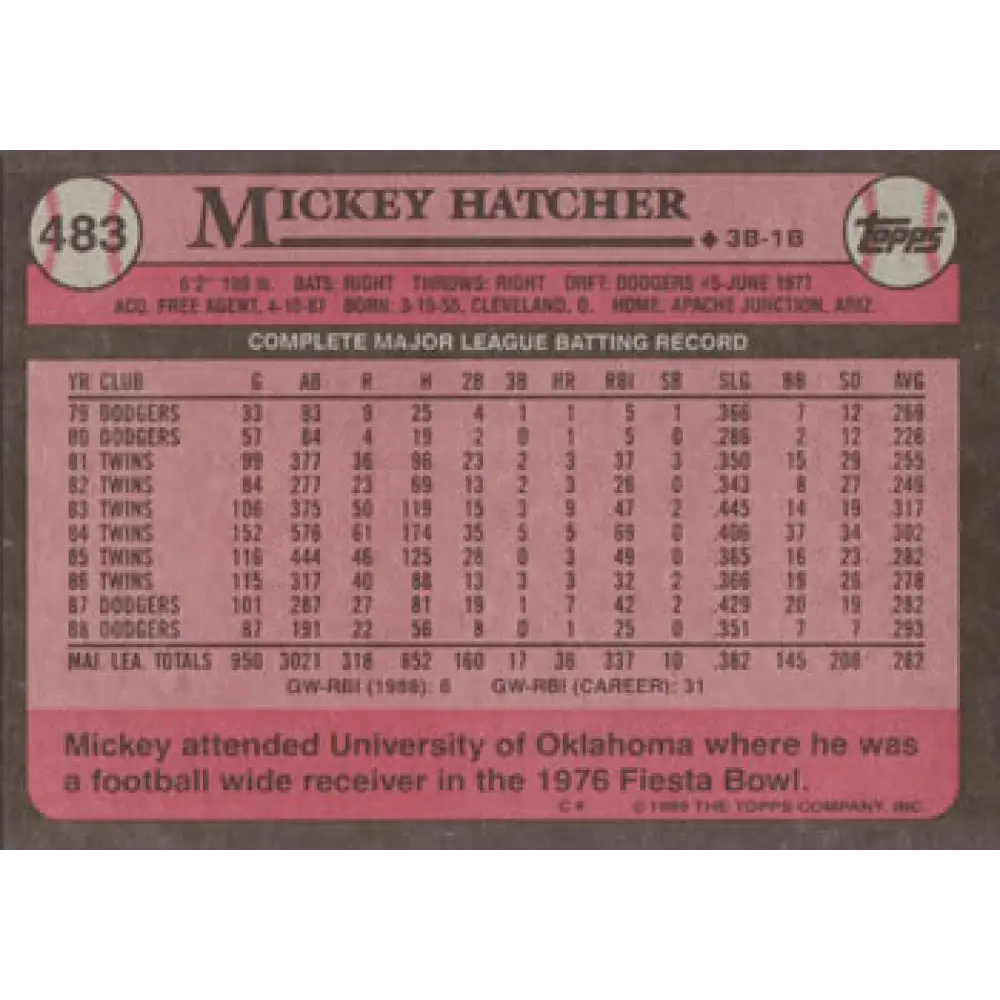 483
MICKEY HATCHER
◆ 3B-1B
topps®
6'2" 199 lb. BATS: RIGHT THROWS: RIGHT DRFT: DODGERS #5-JUNE 1977
ACQ. FREE AGENT, 4-10-87 BORN: 3-15-55, CLEVELAND, O. HOME: APACHE JUNCTION, ARIZ.
COMPLETE MAJOR LEAGUE BATTING RECORD
YR CLUB G AB R H 2B 3B HR RBI SB SLG BB SO AVG
79 DODGERS 33 93 9 25 4 1 1 5 1 .366 7 12 .269
80 DODGERS 57 84 4 19 2 0 1 5 0 .286 2 12 .226
81 TWINS 99 377 36 96 23 2 3 37 3 .350 15 29 .255
82 TWINS 84 277 23 69 13 2 3 26 0 .343 8 27 .249
83 TWINS 106 375 50 119 15 3 9 47 2 .445 14 19 .317
84 TWINS 152 576 61 174 35 5 5 69 0 .406 37 34 .302
85 TWINS 116 444 46 125 28 0 3 49 0 .365 16 23 .282
86 TWINS 115 317 40 88 13 3 3 32 2 .366 19 26 .278
87 DODGERS 101 287 27 81 19 1 7 42 2 .429 20 19 .282
88 DODGERS 87 191 22 56 8 0 1 25 0 .351 7 7 .293
MAJ. LEA. TOTALS 950 3021 318 852 160 17 36 337 10 .382 145 208 .282
GW-RBI (1988): 6 GW-RBI (CAREER): 31
Mickey attended University of Oklahoma where he was
a football wide receiver in the 1976 Fiesta Bowl.
© 1989 THE TOPPS COMPANY, INC.